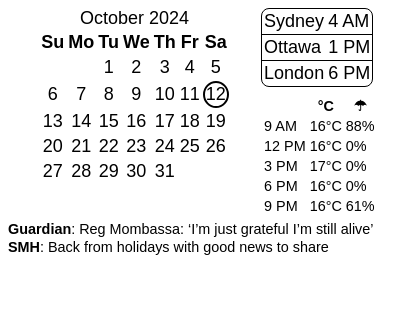 October 2024
Su Mo Tu We Th Fr Sa
1 2 3 4 5
6 7 8 9 10 11 12
13 14 15 16 17 18 19
20 21 22 23 24 25 26
27 28 29 30 31
Sydney 4 AM
Ottawa 1 PM
London 6 PM
°C ☂
9 AM 16°C 88%
12 PM 16°C 0%
3 PM 17°C 0%
6 PM 16°C 0%
9 PM 16°C 61%
Guardian: Reg Mombassa: ‘I’m just grateful I’m still alive’
SMH: Back from holidays with good news to share